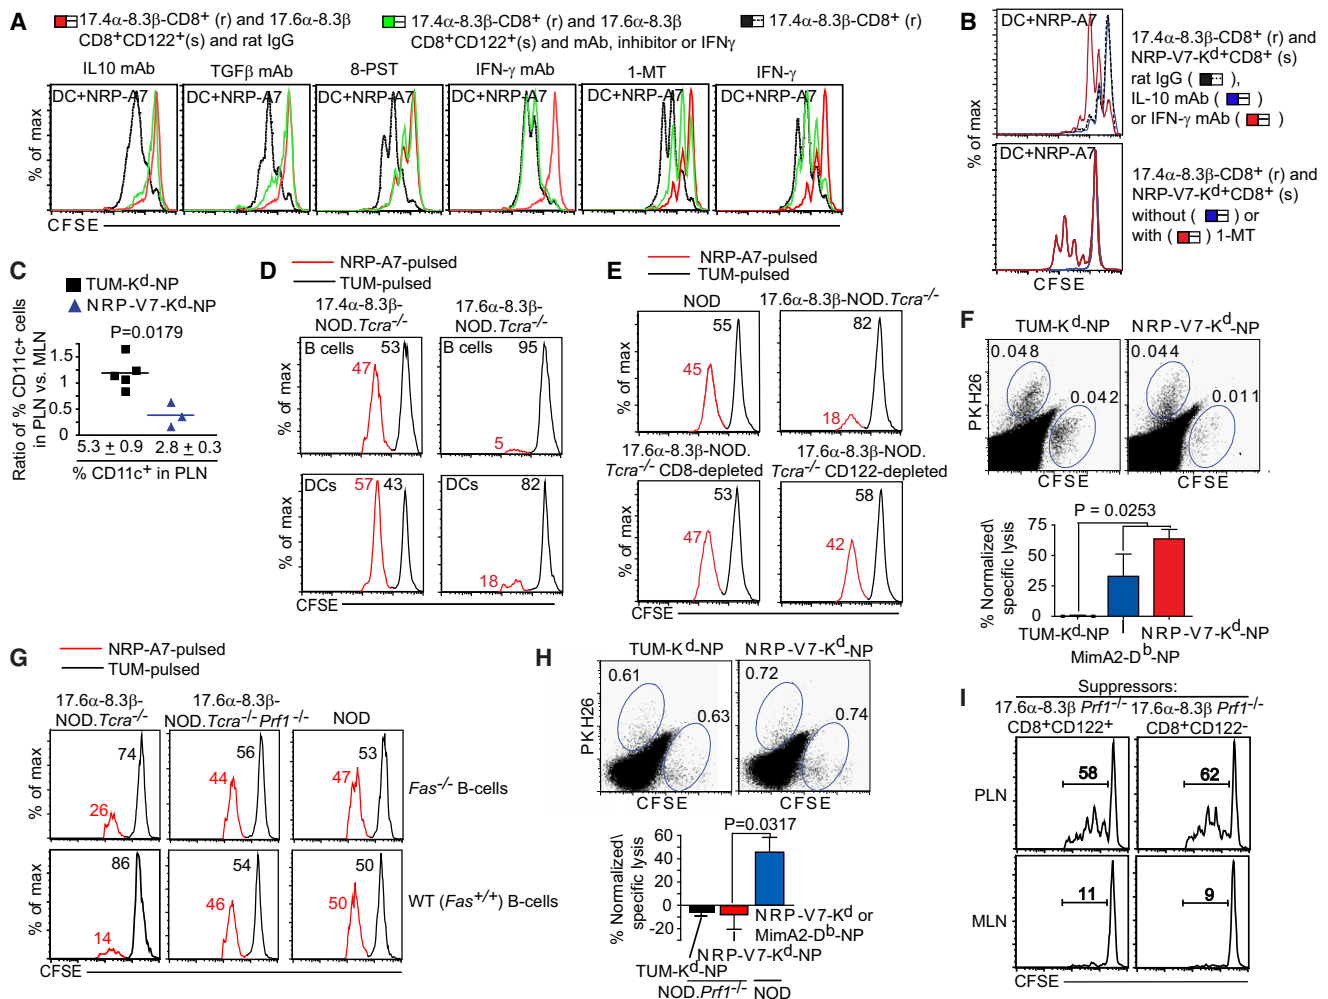 A
17.4α-8.3β-CD8⁺ (r) and 17.6α-8.3β
CD8⁺CD122⁺(s) and rat IgG
17.4α-8.3β-CD8⁺ (r) and 17.6α-8.3β
CD8⁺CD122⁺(s) and mAb, inhibitor or IFNγ
17.4α-8.3β-CD8⁺ (r)
IL10 mAb
TGFβ mAb
8-PST
IFN-γ mAb
1-MT
IFN-γ
DC+NRP-A7
DC+NRP-A7
DC+NRP-A7
DC+NRP-A7
DC+NRP-A7
DC+NRP-A7
% of max
CFSE
B
DC+NRP-A7
17.4α-8.3β-CD8⁺ (r) and
NRP-V7-Kᵈ⁺CD8⁺ (s)
rat IgG ( ),
IL-10 mAb ( )
or IFN-γ mAb ( )
% of max
DC+NRP-A7
17.4α-8.3β-CD8⁺ (r) and
NRP-V7-Kᵈ⁺CD8⁺ (s)
without ( ) or
with ( ) 1-MT
CFSE
C
TUM-Kᵈ-NP
NRP-V7-Kᵈ-NP
P=0.0179
Ratio of % CD11c+ cells
in PLN vs. MLN
1.5
1
0.5
0
5.3 ± 0.9
2.8 ± 0.3
% CD11c⁺ in PLN
D
NRP-A7-pulsed
TUM-pulsed
17.4α-8.3β-
NOD.Tcra⁻/⁻
17.6α-8.3β-
NOD.Tcra⁻/⁻
B cells
53
47
B cells
95
5
% of max
DCs
43
57
DCs
82
18
% of max
CFSE
E
NRP-A7-pulsed
TUM-pulsed
NOD
17.6α-8.3β-NOD.Tcra⁻/⁻
55
45
82
18
% of max
17.6α-8.3β-NOD.
Tcra⁻/⁻ CD8-depleted
17.6α-8.3β-NOD.
Tcra⁻/⁻ CD122-depleted
53
47
58
42
% of max
CFSE
F
TUM-Kᵈ-NP
NRP-V7-Kᵈ-NP
0.048
0.042
0.044
0.011
PKH26
CFSE
CFSE
P = 0.0253
% Normalized\
specific lysis
75
50
25
0
TUM-Kᵈ-NP
NRP-V7-Kᵈ-NP
MimA2-Dᵇ-NP
G
NRP-A7-pulsed
TUM-pulsed
17.6α-8.3β-
NOD.Tcra⁻/⁻
17.6α-8.3β-
NOD.Tcra⁻/⁻Prf1⁻/⁻
NOD
74
26
56
44
53
47
Fas⁻/⁻ B-cells
% of max
86
14
54
46
50
50
WT (Fas⁺/⁺) B-cells
% of max
CFSE
H
TUM-Kᵈ-NP
NRP-V7-Kᵈ-NP
0.61
0.63
0.72
0.74
PKH26
CFSE
CFSE
P=0.0317
% Normalized\
specific lysis
60
40
20
0
-20
NRP-V7-Kᵈ or
MimA2-Dᵇ-NP
NRP-V7-Kᵈ-NP
TUM-Kᵈ-NP
NOD.Prf1⁻/⁻
NOD
I
Suppressors:
17.6α-8.3β Prf1⁻/⁻
CD8⁺CD122⁺
17.6α-8.3β Prf1⁻/⁻
CD8⁺CD122⁻
PLN
58
62
MLN
11
9
CFSE